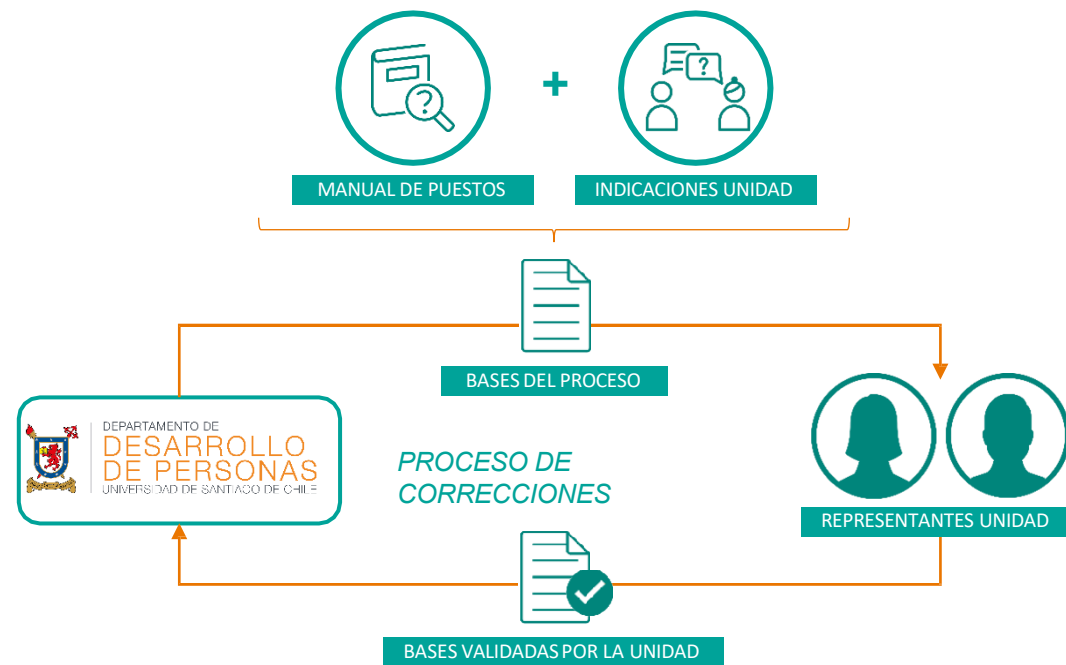 ?
?
+
MANUAL DE PUESTOS
INDICACIONES UNIDAD
BASES DEL PROCESO
DEPARTAMENTO DE
DESARROLLO
DE PERSONAS
UNIVERSIDAD DE SANTIAGO DE CHILE
PROCESO DE
CORRECCIONES
REPRESENTANTES UNIDAD
BASES VALIDADAS POR LA UNIDAD